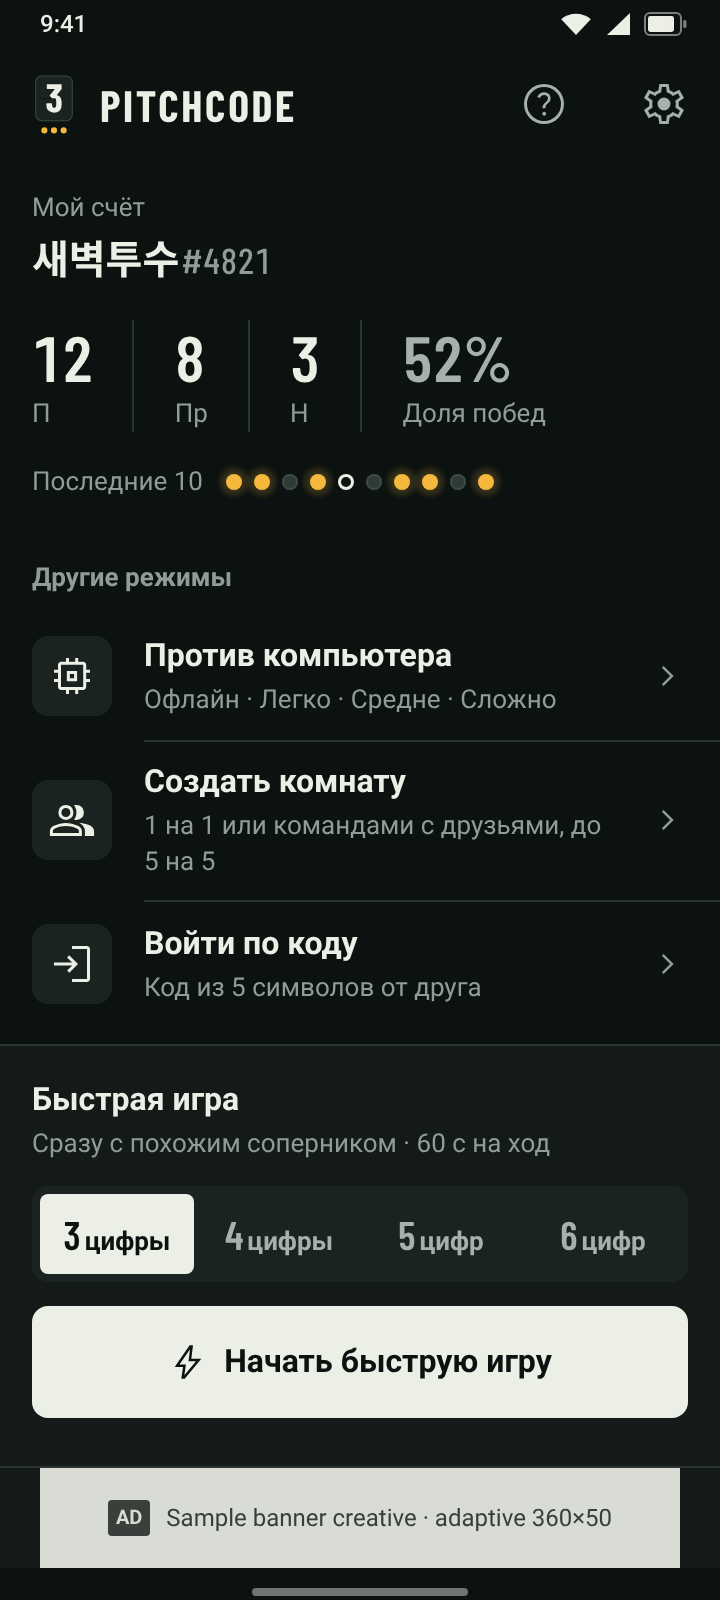 9:41
3 PITCHCODE
Мой счёт
새벽투수#4821
12 8 3 52%
П Пр Н Доля побед
Последние 10
Другие режимы
Против компьютера
Офлайн · Легко · Средне · Сложно
Создать комнату
1 на 1 или командами с друзьями, до
5 на 5
Войти по коду
Код из 5 символов от друга
Быстрая игра
Сразу с похожим соперником · 60 с на ход
3 цифры 4 цифры 5 цифр 6 цифр
Начать быструю игру
AD Sample banner creative · adaptive 360×50